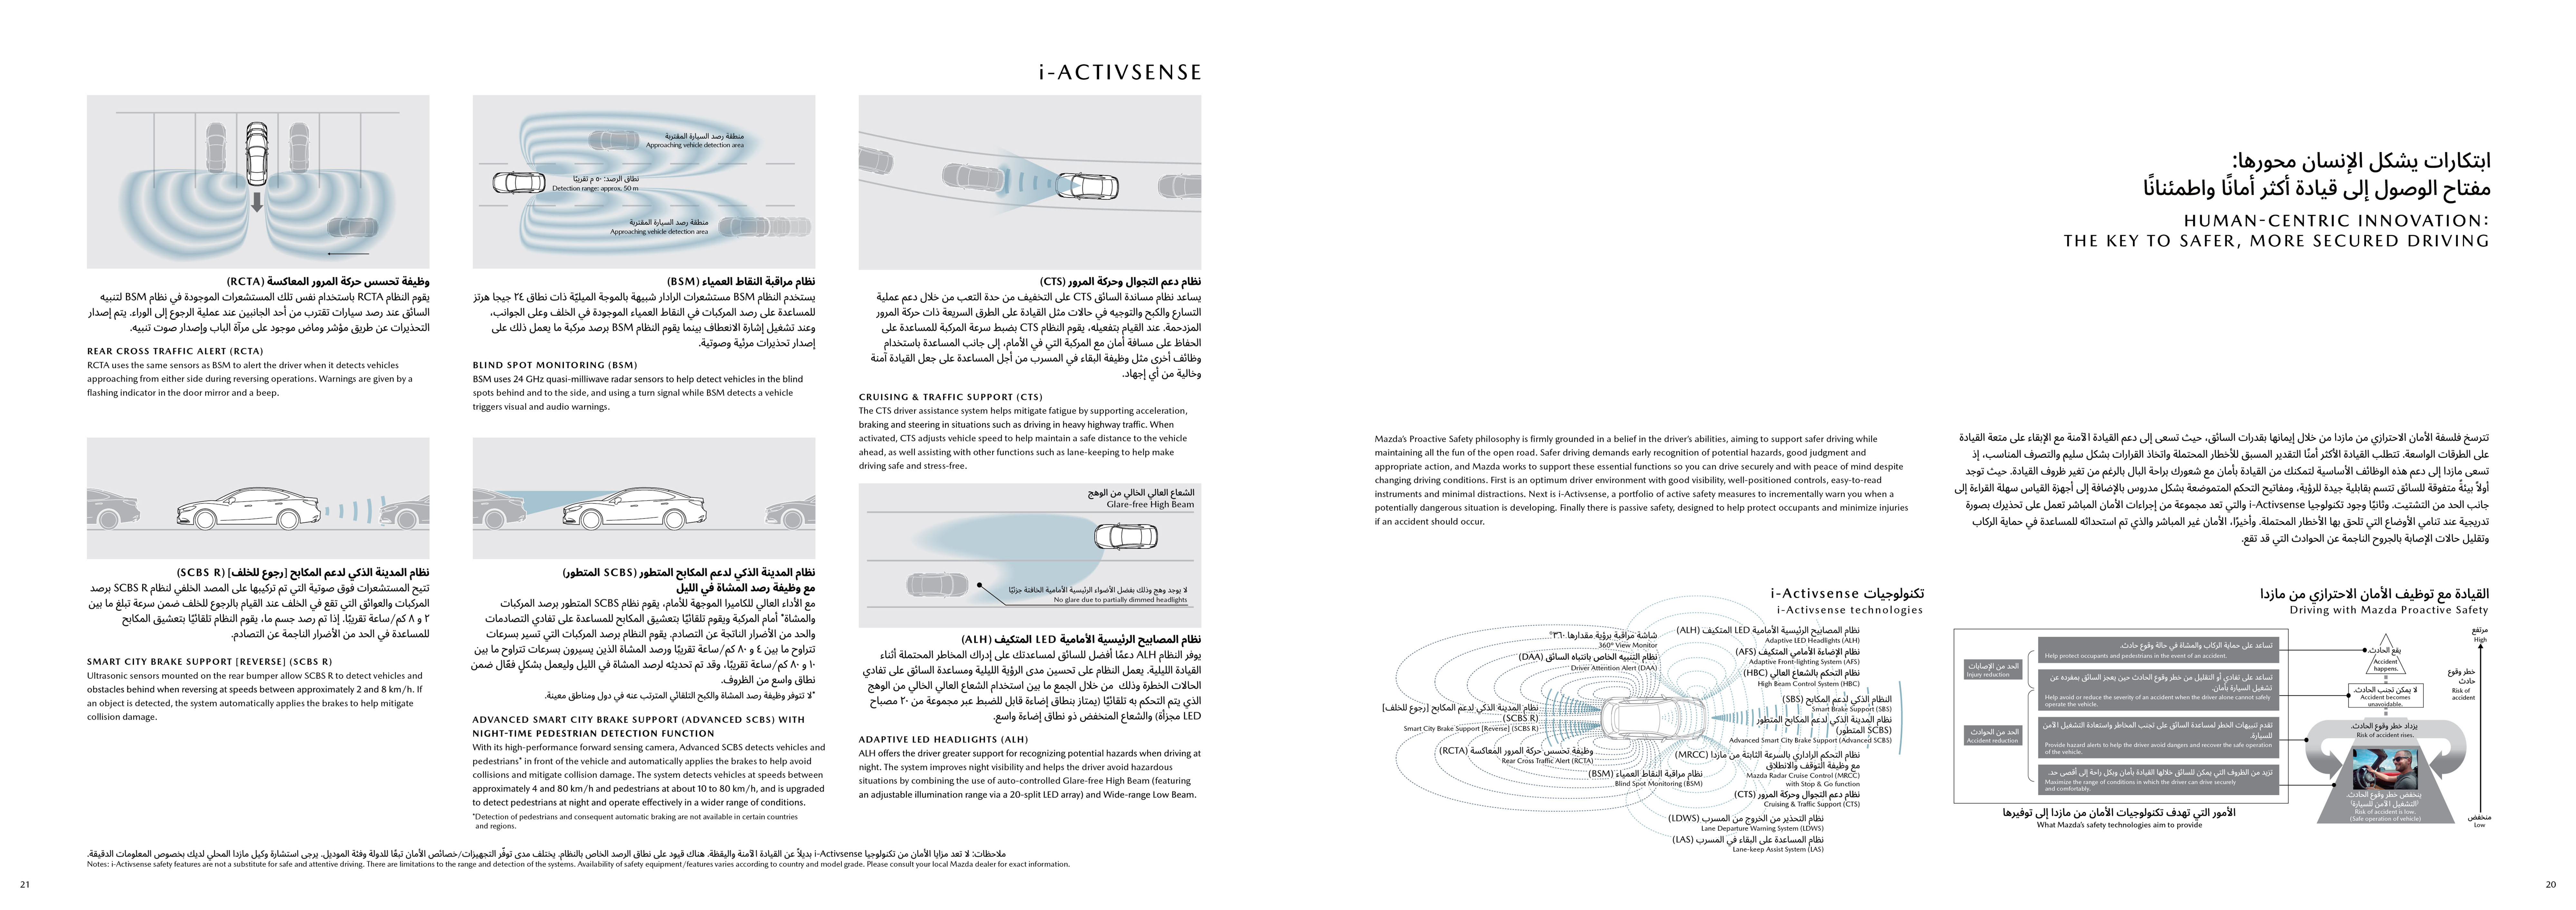 i-ACTIVSENSE
منطقة رصد السيارة المقتربة
Approaching vehicle detection area
نطاق الرصد: ٥٠ م تقريبًا
Detection range: approx. 50 m
منطقة رصد السيارة المقتربة
Approaching vehicle detection area
وظيفة تحسس حركة المرور المعاكسة (RCTA)
يقوم النظام RCTA باستخدام نفس تلك المستشعرات الموجودة في نظام BSM لتنبيه
السائق عند رصد سيارات تقترب من أحد الجانبين عند عملية الرجوع إلى الوراء. يتم إصدار
التحذيرات عن طريق مؤشر وماض موجود على مرآة الباب وإصدار صوت تنبيه.
REAR CROSS TRAFFIC ALERT (RCTA)
RCTA uses the same sensors as BSM to alert the driver when it detects vehicles
approaching from either side during reversing operations. Warnings are given by a
flashing indicator in the door mirror and a beep.
نظام مراقبة النقاط العمياء (BSM)
يستخدم النظام BSM مستشعرات الرادار شبيهة بالموجة الميليّة ذات نطاق ٢٤ جيجا هرتز
للمساعدة على رصد المركبات في النقاط العمياء الموجودة في الخلف وعلى الجوانب،
وعند تشغيل إشارة الانعطاف بينما يقوم النظام BSM برصد مركبة ما يعمل ذلك على
إصدار تحذيرات مرئية وصوتية.
BLIND SPOT MONITORING (BSM)
BSM uses 24 GHz quasi-milliwave radar sensors to help detect vehicles in the blind
spots behind and to the side, and using a turn signal while BSM detects a vehicle
triggers visual and audio warnings.
نظام دعم التجوال وحركة المرور (CTS)
يساعد نظام مساندة السائق CTS على التخفيف من حدة التعب من خلال دعم عملية
التسارع والكبح والتوجيه في حالات مثل القيادة على الطرق السريعة ذات حركة المرور
المزدحمة. عند القيام بتفعيله، يقوم النظام CTS بضبط سرعة المركبة للمساعدة على
الحفاظ على مسافة أمان مع المركبة التي في الأمام، إلى جانب المساعدة باستخدام
وظائف أخرى مثل وظيفة البقاء في المسرب من أجل المساعدة على جعل القيادة آمنة
وخالية من أي إجهاد.
CRUISING & TRAFFIC SUPPORT (CTS)
The CTS driver assistance system helps mitigate fatigue by supporting acceleration,
braking and steering in situations such as driving in heavy highway traffic. When
activated, CTS adjusts vehicle speed to help maintain a safe distance to the vehicle
ahead, as well assisting with other functions such as lane-keeping to help make
driving safe and stress-free.
نظام المدينة الذكي لدعم المكابح [رجوع للخلف] (SCBS R)
تتيح المستشعرات فوق صوتية التي تم تركيبها على المصد الخلفي لنظام SCBS R برصد
المركبات والعوائق التي تقع في الخلف عند القيام بالرجوع للخلف ضمن سرعة تبلغ ما بين
٢ و ٨ كم/ساعة تقريبًا. إذا تم رصد جسم ما، يقوم النظام تلقائيًا بتعشيق المكابح
للمساعدة في الحد من الأضرار الناجمة عن التصادم.
SMART CITY BRAKE SUPPORT [REVERSE] (SCBS R)
Ultrasonic sensors mounted on the rear bumper allow SCBS R to detect vehicles and
obstacles behind when reversing at speeds between approximately 2 and 8 km/h. If
an object is detected, the system automatically applies the brakes to help mitigate
collision damage.
نظام المدينة الذكي لدعم المكابح المتطور (SCBS المتطور)
مع وظيفة رصد المشاة في الليل
مع الأداء العالي للكاميرا الموجهة للأمام، يقوم نظام SCBS المتطور برصد المركبات
والمشاة* أمام المركبة ويقوم تلقائيًا بتعشيق المكابح للمساعدة على تفادي التصادمات
والحد من الأضرار الناتجة عن التصادم. يقوم النظام برصد المركبات التي تسير بسرعات
تتراوح ما بين ٤ و ٨٠ كم/ساعة تقريبًا ورصد المشاة الذين يسيرون بسرعات تتراوح ما بين
١٠ و ٨٠ كم/ساعة تقريبًا، وقد تم تحديثه لرصد المشاة في الليل وليعمل بشكلٍ فعّال ضمن
نطاق واسع من الظروف.
*لا تتوفر وظيفة رصد المشاة والكبح التلقائي المترتب عنه في دول ومناطق معينة.
ADVANCED SMART CITY BRAKE SUPPORT (ADVANCED SCBS) WITH
NIGHT-TIME PEDESTRIAN DETECTION FUNCTION
With its high-performance forward sensing camera, Advanced SCBS detects vehicles and
pedestrians* in front of the vehicle and automatically applies the brakes to help avoid
collisions and mitigate collision damage. The system detects vehicles at speeds between
approximately 4 and 80 km/h and pedestrians at about 10 to 80 km/h, and is upgraded
to detect pedestrians at night and operate effectively in a wider range of conditions.
*Detection of pedestrians and consequent automatic braking are not available in certain countries
and regions.
الشعاع العالي الخالي من الوهج
Glare-free High Beam
لا يوجد وهج وذلك بفضل الأضواء الرئيسية الأمامية الخافتة جزئيًا
No glare due to partially dimmed headlights
نظام المصابيح الرئيسية الأمامية LED المتكيف (ALH)
يوفر النظام ALH دعمًا أفضل للسائق لمساعدتك على إدراك المخاطر المحتملة أثناء
القيادة الليلية. يعمل النظام على تحسين مدى الرؤية الليلية ومساعدة السائق على تفادي
الحالات الخطرة وذلك من خلال الجمع ما بين استخدام الشعاع العالي الخالي من الوهج
الذي يتم التحكم به تلقائيًا (يمتاز بنطاق إضاءة قابل للضبط عبر مجموعة من ٢٠ مصباح
LED مجزأة) والشعاع المنخفض ذو نطاق إضاءة واسع.
ADAPTIVE LED HEADLIGHTS (ALH)
ALH offers the driver greater support for recognizing potential hazards when driving at
night. The system improves night visibility and helps the driver avoid hazardous
situations by combining the use of auto-controlled Glare-free High Beam (featuring
an adjustable illumination range via a 20-split LED array) and Wide-range Low Beam.
ملاحظات: لا تعد مزايا الأمان من تكنولوجيا i-Activsense بديلاً عن القيادة الآمنة واليقظة. هناك قيود على نطاق الرصد الخاص بالنظام. يختلف مدى توفّر التجهيزات/خصائص الأمان تبعًا للدولة وفئة الموديل. يرجى استشارة وكيل مازدا المحلي لديك بخصوص المعلومات الدقيقة.
Notes: i-Activsense safety features are not a substitute for safe and attentive driving. There are limitations to the range and detection of the systems. Availability of safety equipment/features varies according to country and model grade. Please consult your local Mazda dealer for exact information.
21
ابتكارات يشكل الإنسان محورها:
مفتاح الوصول إلى قيادة أكثر أمانًا واطمئنانًا
HUMAN-CENTRIC INNOVATION:
THE KEY TO SAFER, MORE SECURED DRIVING
Mazda's Proactive Safety philosophy is firmly grounded in a belief in the driver's abilities, aiming to support safer driving while
maintaining all the fun of the open road. Safer driving demands early recognition of potential hazards, good judgment and
appropriate action, and Mazda works to support these essential functions so you can drive securely and with peace of mind despite
changing driving conditions. First is an optimum driver environment with good visibility, well-positioned controls, easy-to-read
instruments and minimal distractions. Next is i-Activsense, a portfolio of active safety measures to incrementally warn you when a
potentially dangerous situation is developing. Finally there is passive safety, designed to help protect occupants and minimize injuries
if an accident should occur.
تترسخ فلسفة الأمان الاحترازي من مازدا من خلال إيمانها بقدرات السائق، حيث تسعى إلى دعم القيادة الآمنة مع الإبقاء على متعة القيادة
على الطرقات الواسعة. تتطلب القيادة الأكثر أمنًا التقدير المسبق للأخطار المحتملة واتخاذ القرارات بشكل سليم والتصرف المناسب، إذ
تسعى مازدا إلى دعم هذه الوظائف الأساسية لتمكنك من القيادة بأمان مع شعورك براحة البال بالرغم من تغير ظروف القيادة. حيث توجد
أولاً بيئةً متفوقة للسائق تتسم بقابلية جيدة للرؤية، ومفاتيح التحكم المتموضعة بشكل مدروس بالإضافة إلى أجهزة القياس سهلة القراءة إلى
جانب الحد من التشتيت. وثانيًا وجود تكنولوجيا i-Activsense والتي تعد مجموعة من إجراءات الأمان المباشر تعمل على تحذيرك بصورة
تدريجية عند تنامي الأوضاع التي تلحق بها الأخطار المحتملة. وأخيرًا، الأمان غير المباشر والذي تم استحداثه للمساعدة في حماية الركاب
وتقليل حالات الإصابة بالجروح الناجمة عن الحوادث التي قد تقع.
تكنولوجيات i-Activsense
i-Activsense technologies
نظام المصابيح الرئيسية الأمامية LED المتكيف (ALH)
Adaptive LED Headlights (ALH)
شاشة مراقبة برؤية مقدارها ٣٦٠°
360° View Monitor
نظام الإضاءة الأمامي المتكيف (AFS)
Adaptive Front-lighting System (AFS)
نظام التنبيه الخاص بانتباه السائق (DAA)
Driver Attention Alert (DAA)
نظام التحكم بالشعاع العالي (HBC)
High Beam Control System (HBC)
النظام الذكي لدعم المكابح (SBS)
Smart Brake Support (SBS)
نظام المدينة الذكي لدعم المكابح [رجوع للخلف]
(SCBS R)
Smart City Brake Support [Reverse] (SCBS R)
نظام المدينة الذكي لدعم المكابح المتطور
(SCBS المتطور)
Advanced Smart City Brake Support (Advanced SCBS)
وظيفة تحسس حركة المرور المعاكسة (RCTA)
Rear Cross Traffic Alert (RCTA)
نظام التحكم الراداري بالسرعة الثابتة من مازدا (MRCC)
مع وظيفة التوقف والانطلاق
Mazda Radar Cruise Control (MRCC)
with Stop & Go function
نظام مراقبة النقاط العمياء (BSM)
Blind Spot Monitoring (BSM)
نظام دعم التجوال وحركة المرور (CTS)
Cruising & Traffic Support (CTS)
نظام التحذير من الخروج من المسرب (LDWS)
Lane Departure Warning System (LDWS)
نظام المساعدة على البقاء في المسرب (LAS)
Lane-keep Assist System (LAS)
القيادة مع توظيف الأمان الاحترازي من مازدا
Driving with Mazda Proactive Safety
الحد من الإصابات
Injury reduction
الحد من الحوادث
Accident reduction
تساعد على حماية الركاب والمشاة في حالة وقوع حادث.
Help protect occupants and pedestrians in the event of an accident.
تساعد على تفادي أو التقليل من خطر وقوع الحادث حين يعجز السائق بمفرده عن
تشغيل السيارة بأمان.
Help avoid or reduce the severity of an accident when the driver alone cannot safely
operate the vehicle.
تقدم تنبيهات الخطر لمساعدة السائق على تجنب المخاطر واستعادة التشغيل الآمن
للسيارة.
Provide hazard alerts to help the driver avoid dangers and recover the safe operation
of the vehicle.
تزيد من الظروف التي يمكن للسائق خلالها القيادة بأمان وبكل راحة إلى أقصى حد.
Maximize the range of conditions in which the driver can drive securely
and comfortably.
الأمور التي تهدف تكنولوجيات الأمان من مازدا إلى توفيرها
What Mazda's safety technologies aim to provide
يقع الحادث.
Accident
happens.
لا يمكن تجنب الحادث.
Accident becomes
unavoidable.
يزداد خطر وقوع الحادث.
Risk of accident rises.
ينخفض خطر وقوع الحادث.
(التشغيل الآمن للسيارة)
Risk of accident is low.
(Safe operation of vehicle)
مرتفع
High
خطر وقوع
حادث
Risk of
accident
منخفض
Low
20